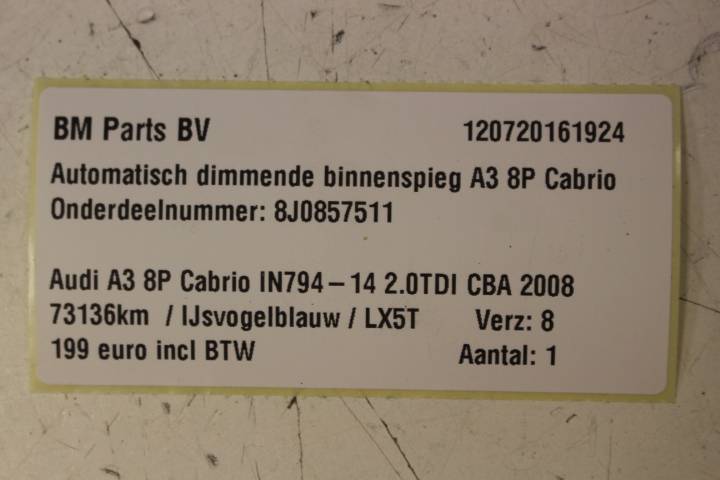 BM Parts BV 120720161924
Automatisch dimmende binnenspieg A3 8P Cabrio
Onderdeelnummer: 8J0857511
Audi A3 8P Cabrio IN794-14 2.0TDI CBA 2008
73136km / IJsvogelblauw / LX5T Verz: 8
199 euro incl BTW Aantal: 1